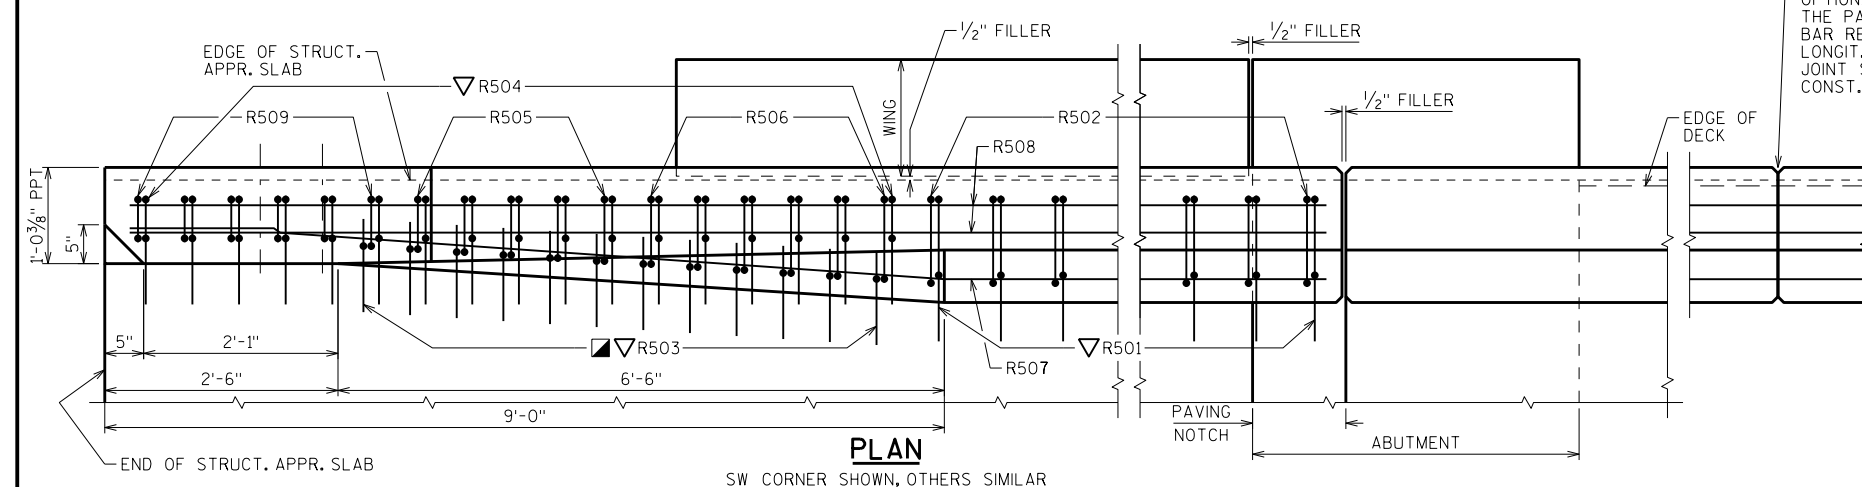 OPTION
THE PA
BAR RE
LONGIT.
JOINT S
CONST.
1/2" FILLER
1/2" FILLER
EDGE OF STRUCT.
APPR. SLAB
R504
WING
1/2" FILLER
R509
R505
R506
R502
EDGE OF
DECK
R508
1'-0 3/8" PPT
5"
5"
2'-1"
R503
R501
R507
2'-6"
6'-6"
9'-0"
PAVING
NOTCH
ABUTMENT
PLAN
END OF STRUCT. APPR. SLAB
SW CORNER SHOWN, OTHERS SIMILAR